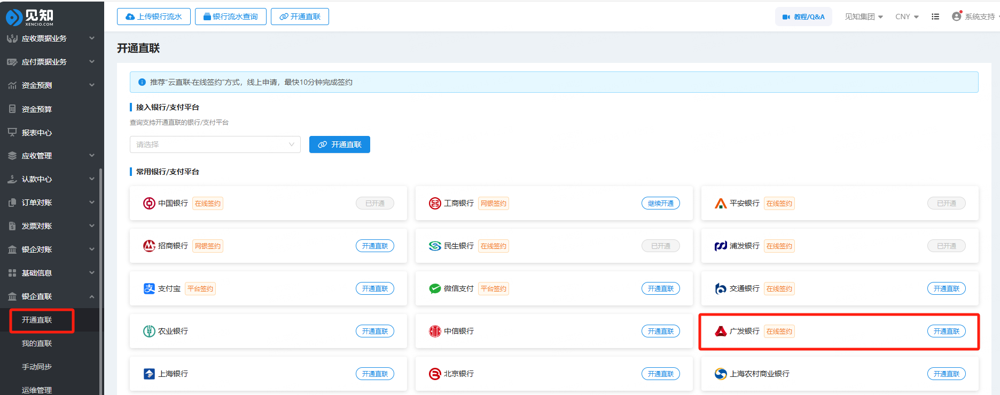 见知
XENCIO.COM
应收票据业务
应付票据业务
资金预测
资金预算
报表中心
应收管理
认款中心
订单对账
发票对账
银企对账
基础信息
银企直联
开通直联
我的直联
手动同步
运维管理
上传银行流水
银行流水查询
开通直联
教程/Q&A
见知集团
CNY
系统支持
开通直联
推荐“云直联·在线签约”方式，线上申请，最快10分钟完成签约
接入银行/支付平台
查询支持开通直联的银行/支付平台
请选择
开通直联
常用银行/支付平台
中国银行 在线签约 已开通
工商银行 网银签约 继续开通
平安银行 在线签约 已开通
招商银行 网银签约 开通直联
民生银行 在线签约 已开通
浦发银行 在线签约 已开通
支付宝 平台签约 开通直联
微信支付 平台签约 开通直联
交通银行 在线签约 开通直联
农业银行 开通直联
中信银行 开通直联
广发银行 在线签约 开通直联
上海银行 开通直联
北京银行 开通直联
上海农村商业银行 开通直联